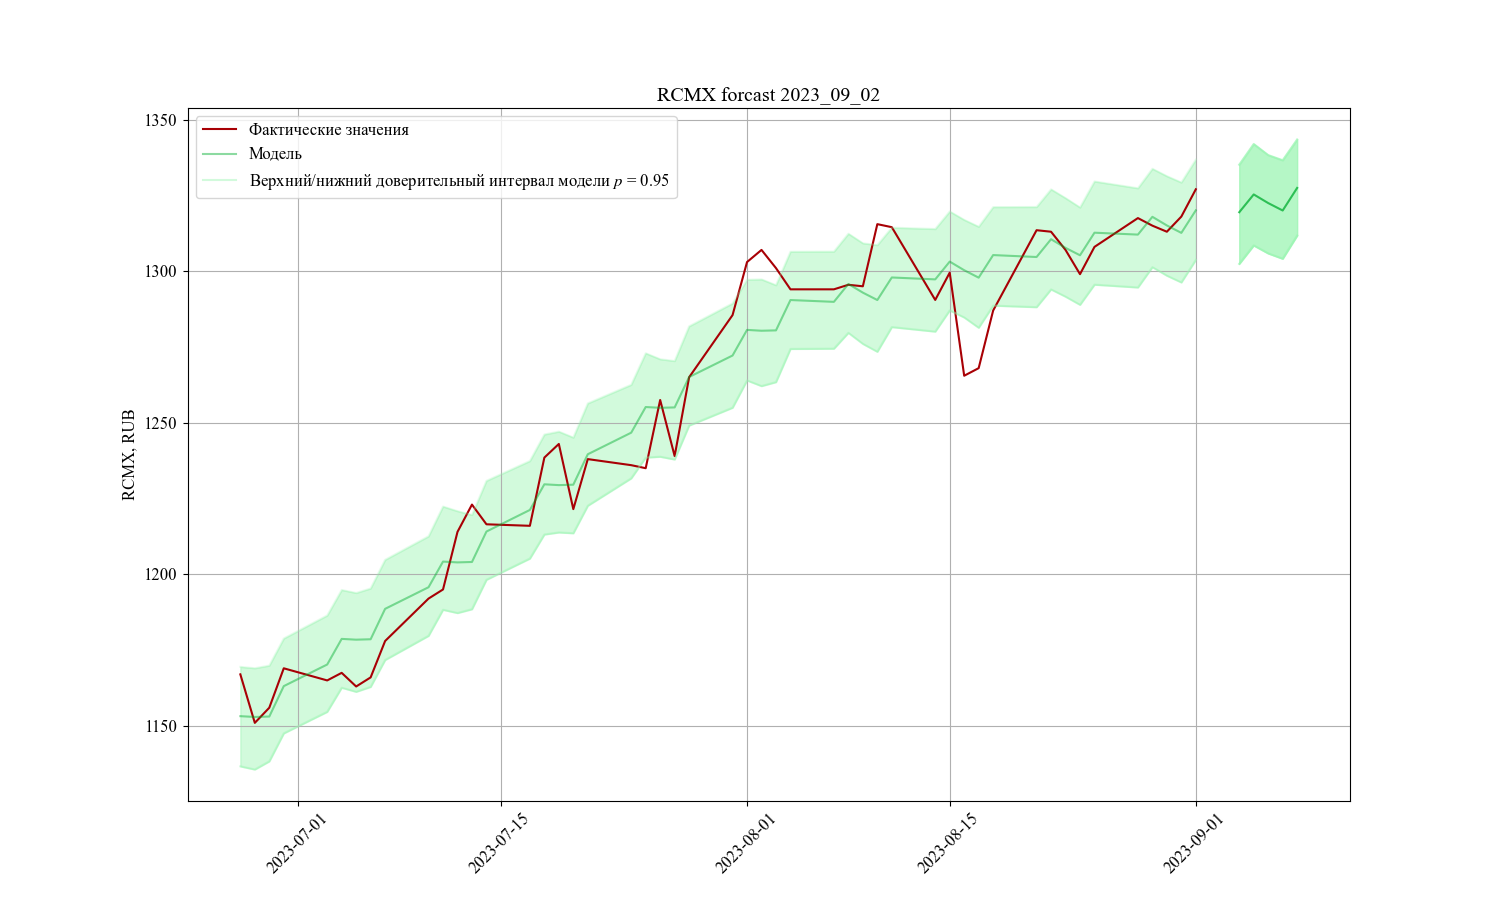 RCMX forcast 2023_09_02
1350
1300
1250
1200
1150
RCMX, RUB
Фактические значения
Модель
Верхний/нижний доверительный интервал модели p = 0.95
2023-07-01
2023-07-15
2023-08-01
2023-08-15
2023-09-01